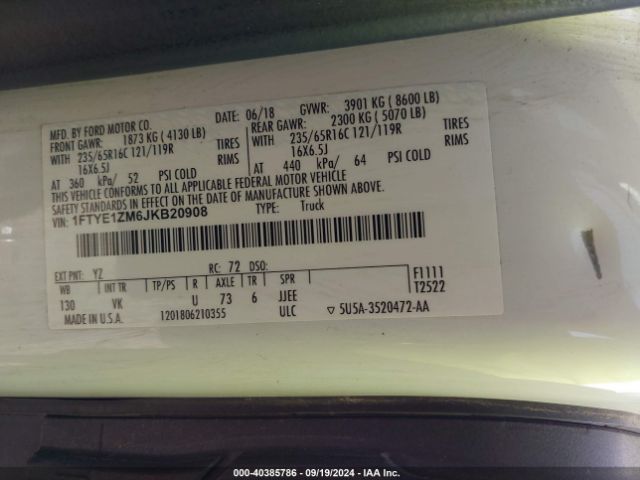 MFD. BY FORD MOTOR CO. DATE: 06/18 GVWR: 3901 KG ( 8600 LB)
FRONT GAWR: 1873 KG ( 4130 LB) REAR GAWR: 2300 KG ( 5070 LB)
WITH 235/65R16C 121/119R TIRES WITH 235/65R16C 121/119R TIRES
16X6.5J RIMS 16X6.5J RIMS
AT 360 kPa/ 52 PSI COLD AT 440 kPa/ 64 PSI COLD
THIS VEHICLE CONFORMS TO ALL APPLICABLE FEDERAL MOTOR VEHICLE
SAFETY STANDARDS IN EFFECT ON THE DATE OF MANUFACTURE SHOWN ABOVE.
VIN: 1FTYE1ZM6JKB20908 TYPE: Truck
EXT PNT: YZ RC: 72 DSO: F1111
WB INT TR TP/PS R AXLE TR SPR T2522
130 VK U 73 6 JJEE
MADE IN U.S.A. 1201806210355 ULC ▽ 5U5A-3520472-AA
000-40385786 - 09/19/2024 - IAAI.COM